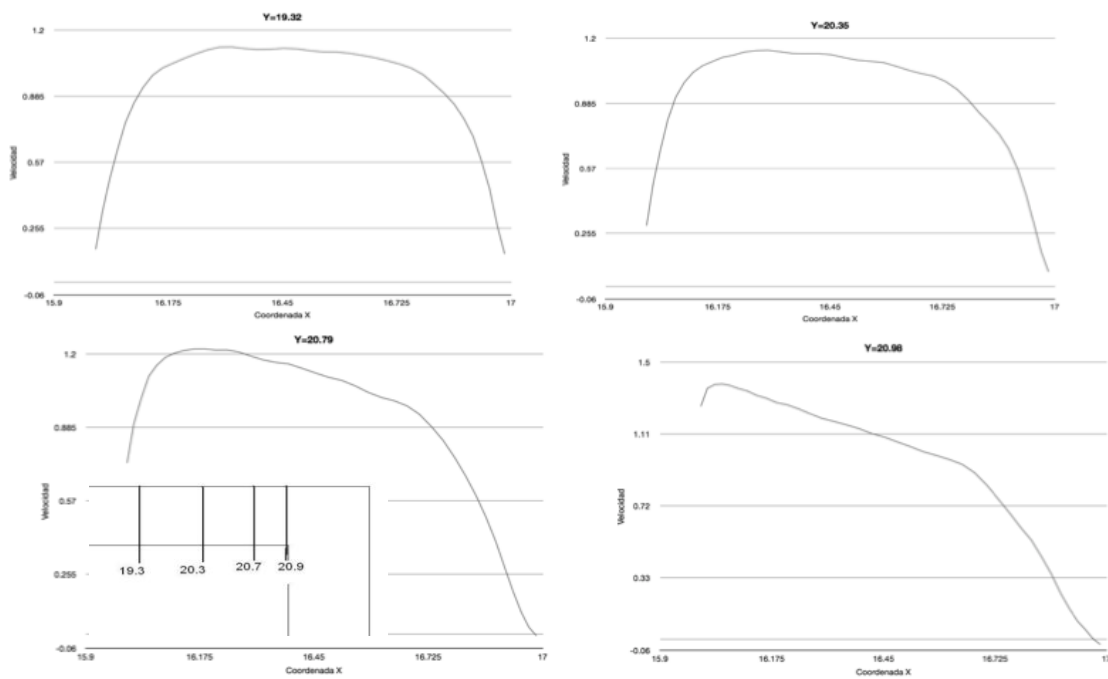 Y=19.32
1.2
0.885
0.57
0.255
-0.06
Velocidad
15.9 16.175 16.45 16.725 17
Coordenada X
Y=20.35
1.2
0.885
0.57
0.255
-0.06
Velocidad
15.9 16.175 16.45 16.725 17
Coordenada X
Y=20.79
1.2
0.885
0.57
0.255
-0.06
Velocidad
19.3 20.3 20.7 20.9
15.9 16.175 16.45 16.725 17
Coordenada X
Y=20.98
1.5
1.11
0.72
0.33
-0.06
Velocidad
15.9 16.175 16.45 16.725 17
Coordenada X